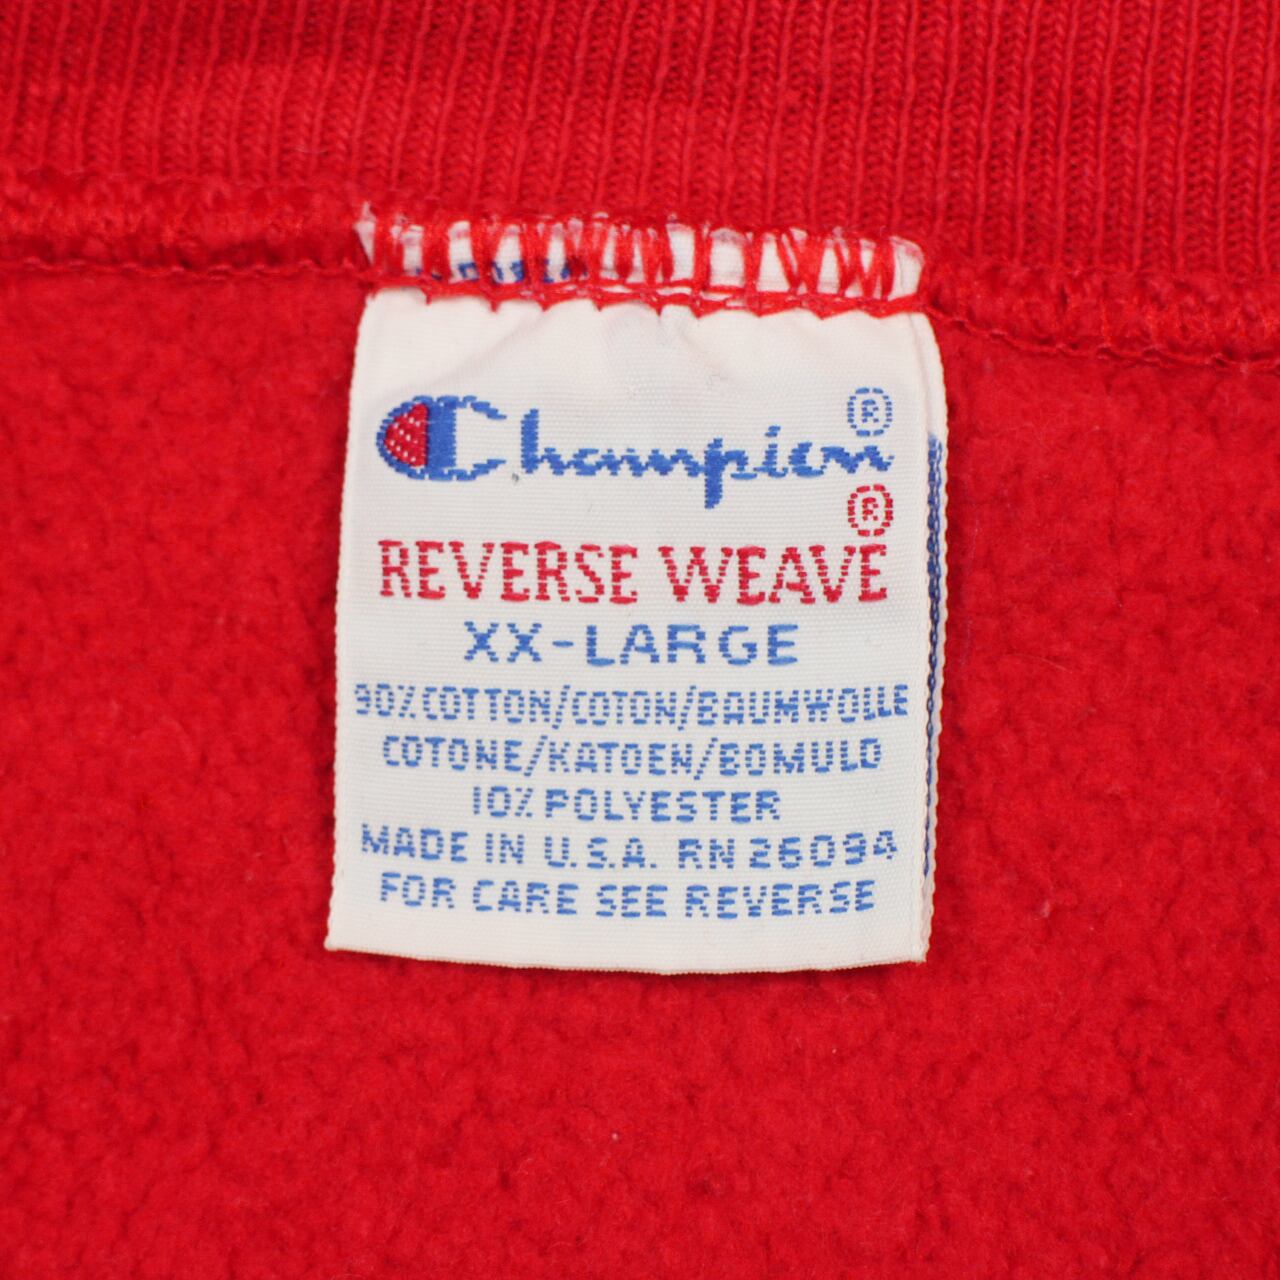 Champion®
®
REVERSE WEAVE
XX-LARGE
90% COTTON/COTON/BAUMWOLLE
COTONE/KATOEN/BOMULD
10% POLYESTER
MADE IN U.S.A. RN 26094
FOR CARE SEE REVERSE